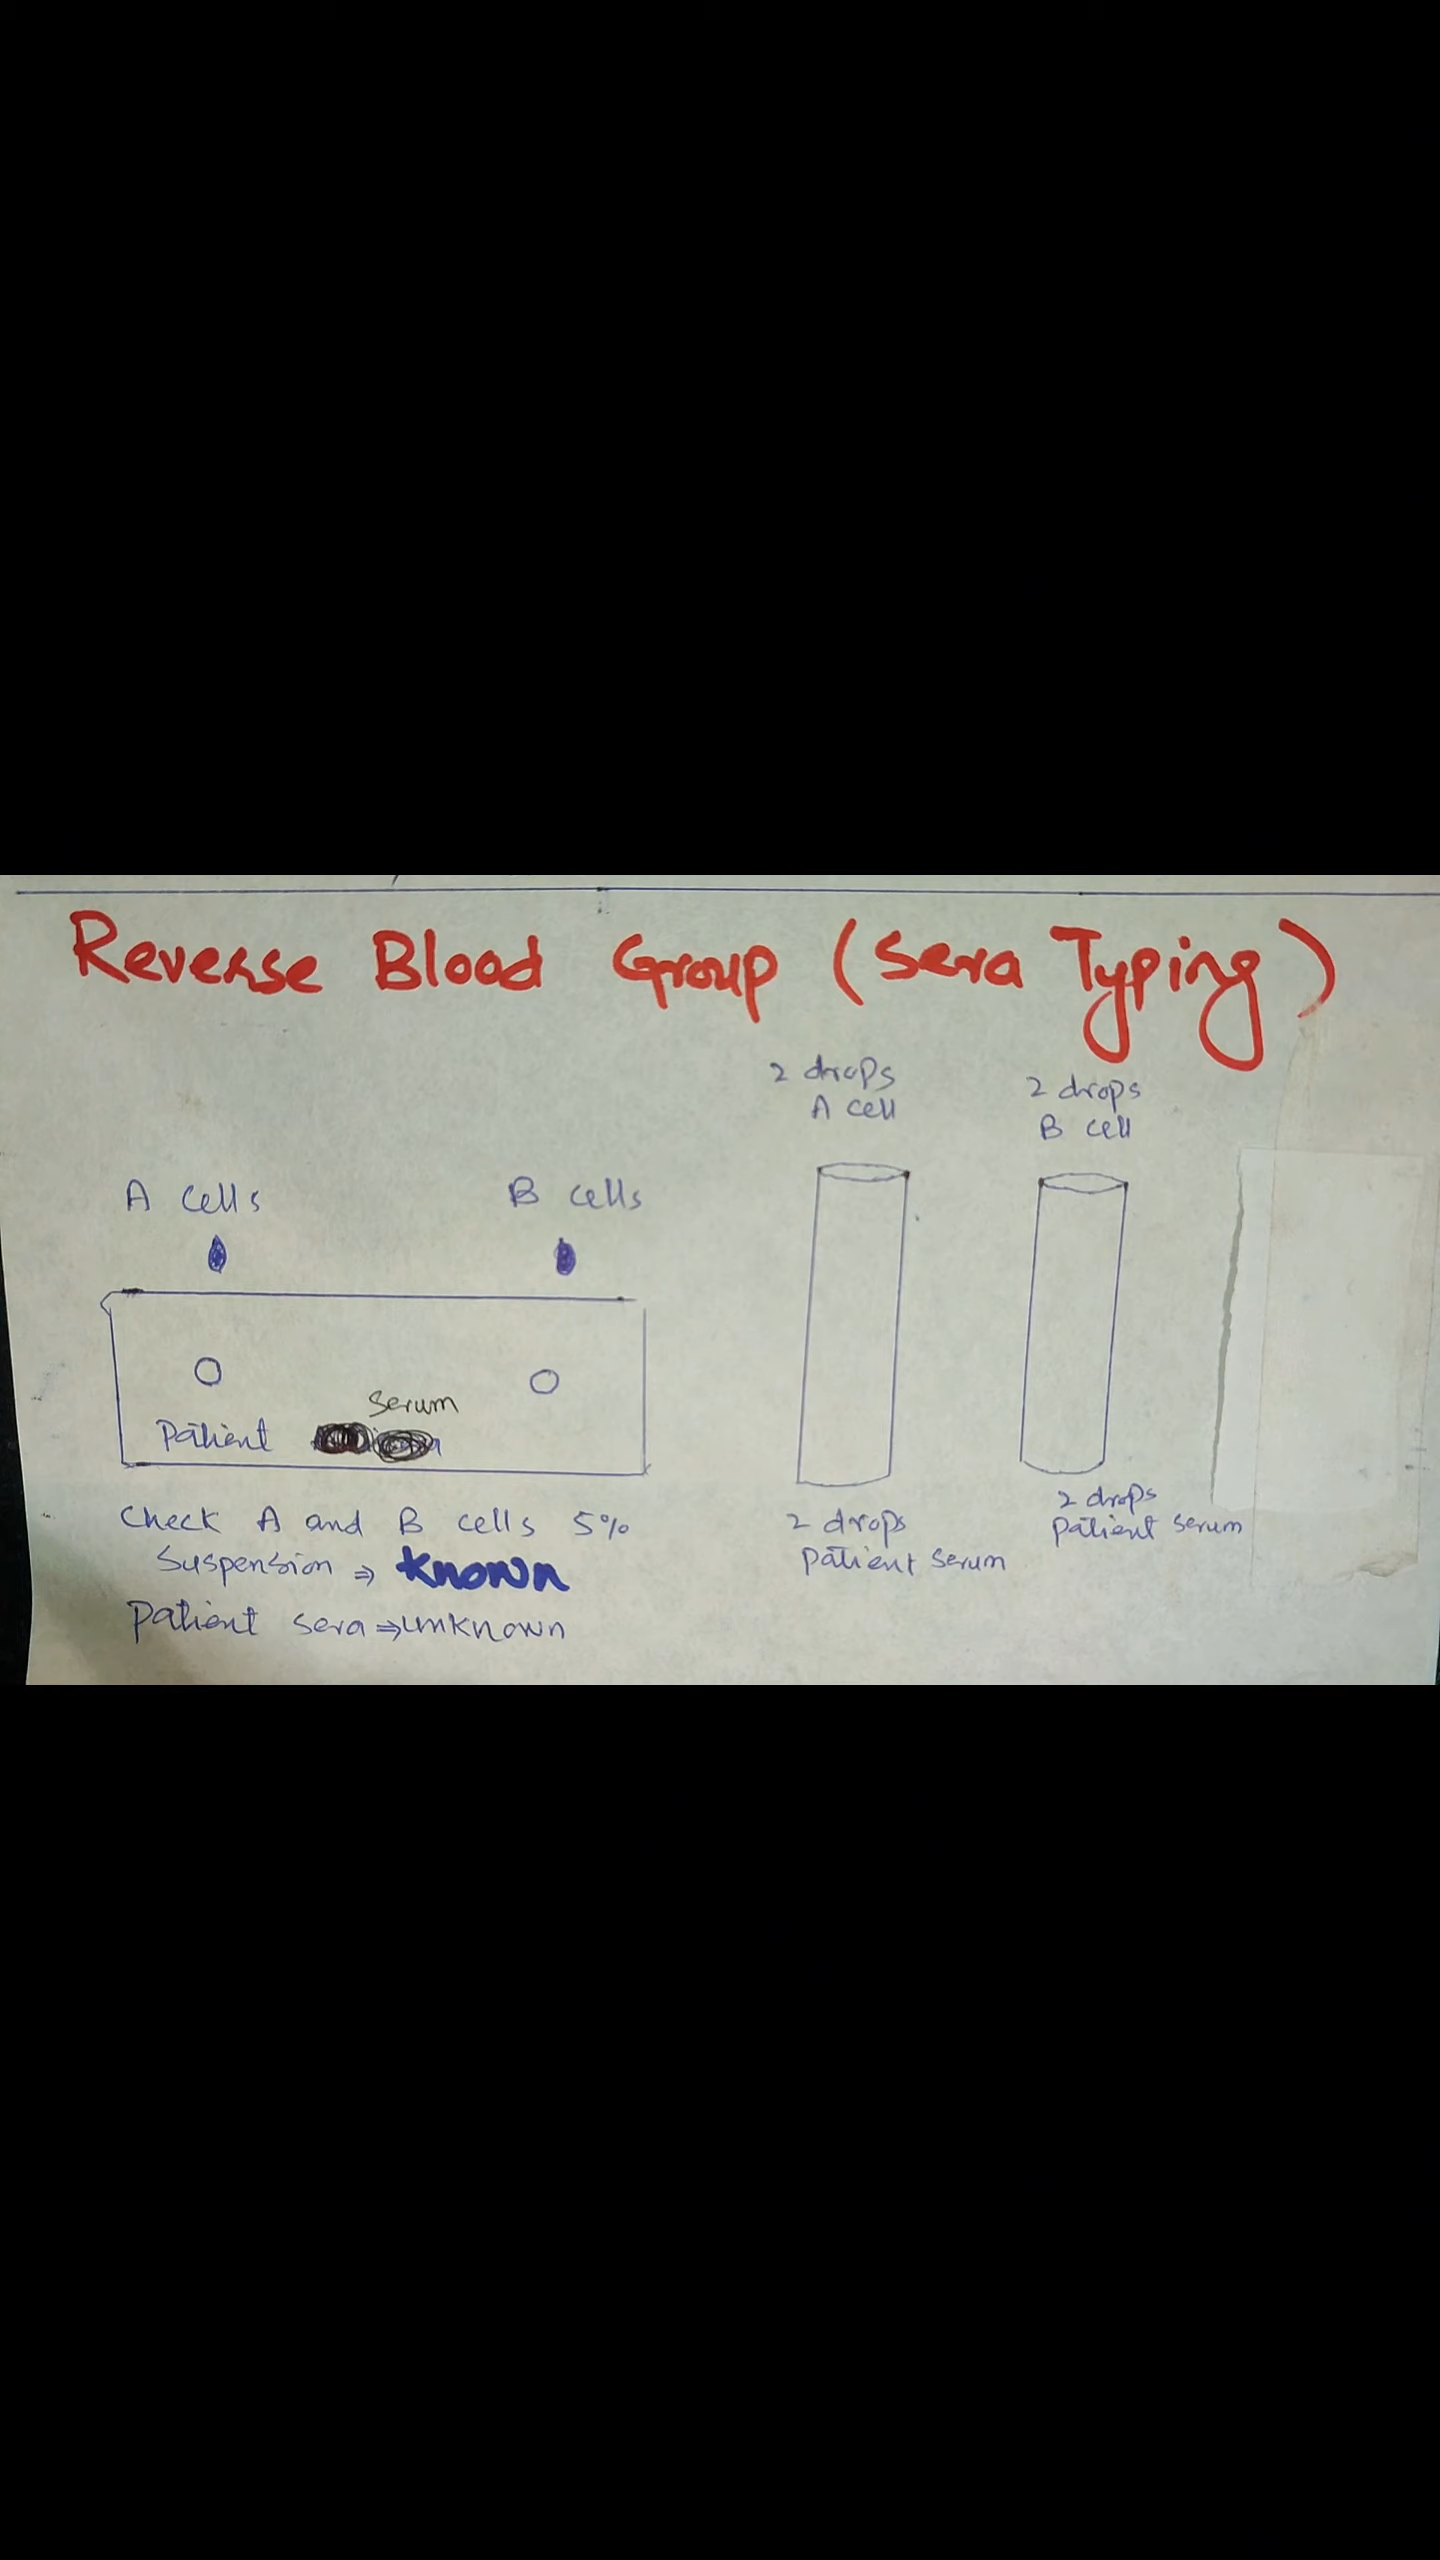 Reverse Blood Group (Sera Typing)
A cells
B cells
Serum
Patient
Check A and B cells 5%
Suspension ⇒ known
Patient sera ⇒ unknown
2 drops
A cell
2 drops
B cell
2 drops
Patient serum
2 drops
Patient serum